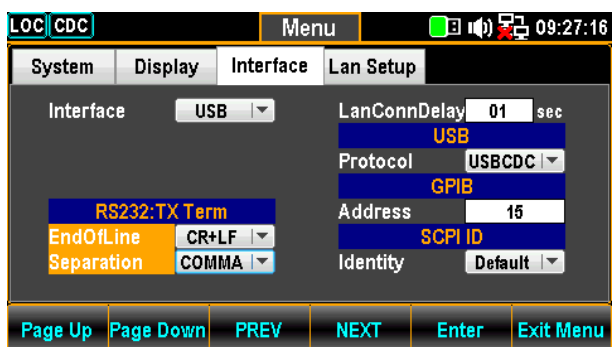 LOC CDC Menu 09:27:16
System Display Interface Lan Setup
Interface USB
LanConnDelay 01 sec
USB
Protocol USBCDC
GPIB
RS232:TX Term
Address 15
EndOfLine CR+LF
SCPI ID
Separation COMMA
Identity Default
Page Up Page Down PREV NEXT Enter Exit Menu